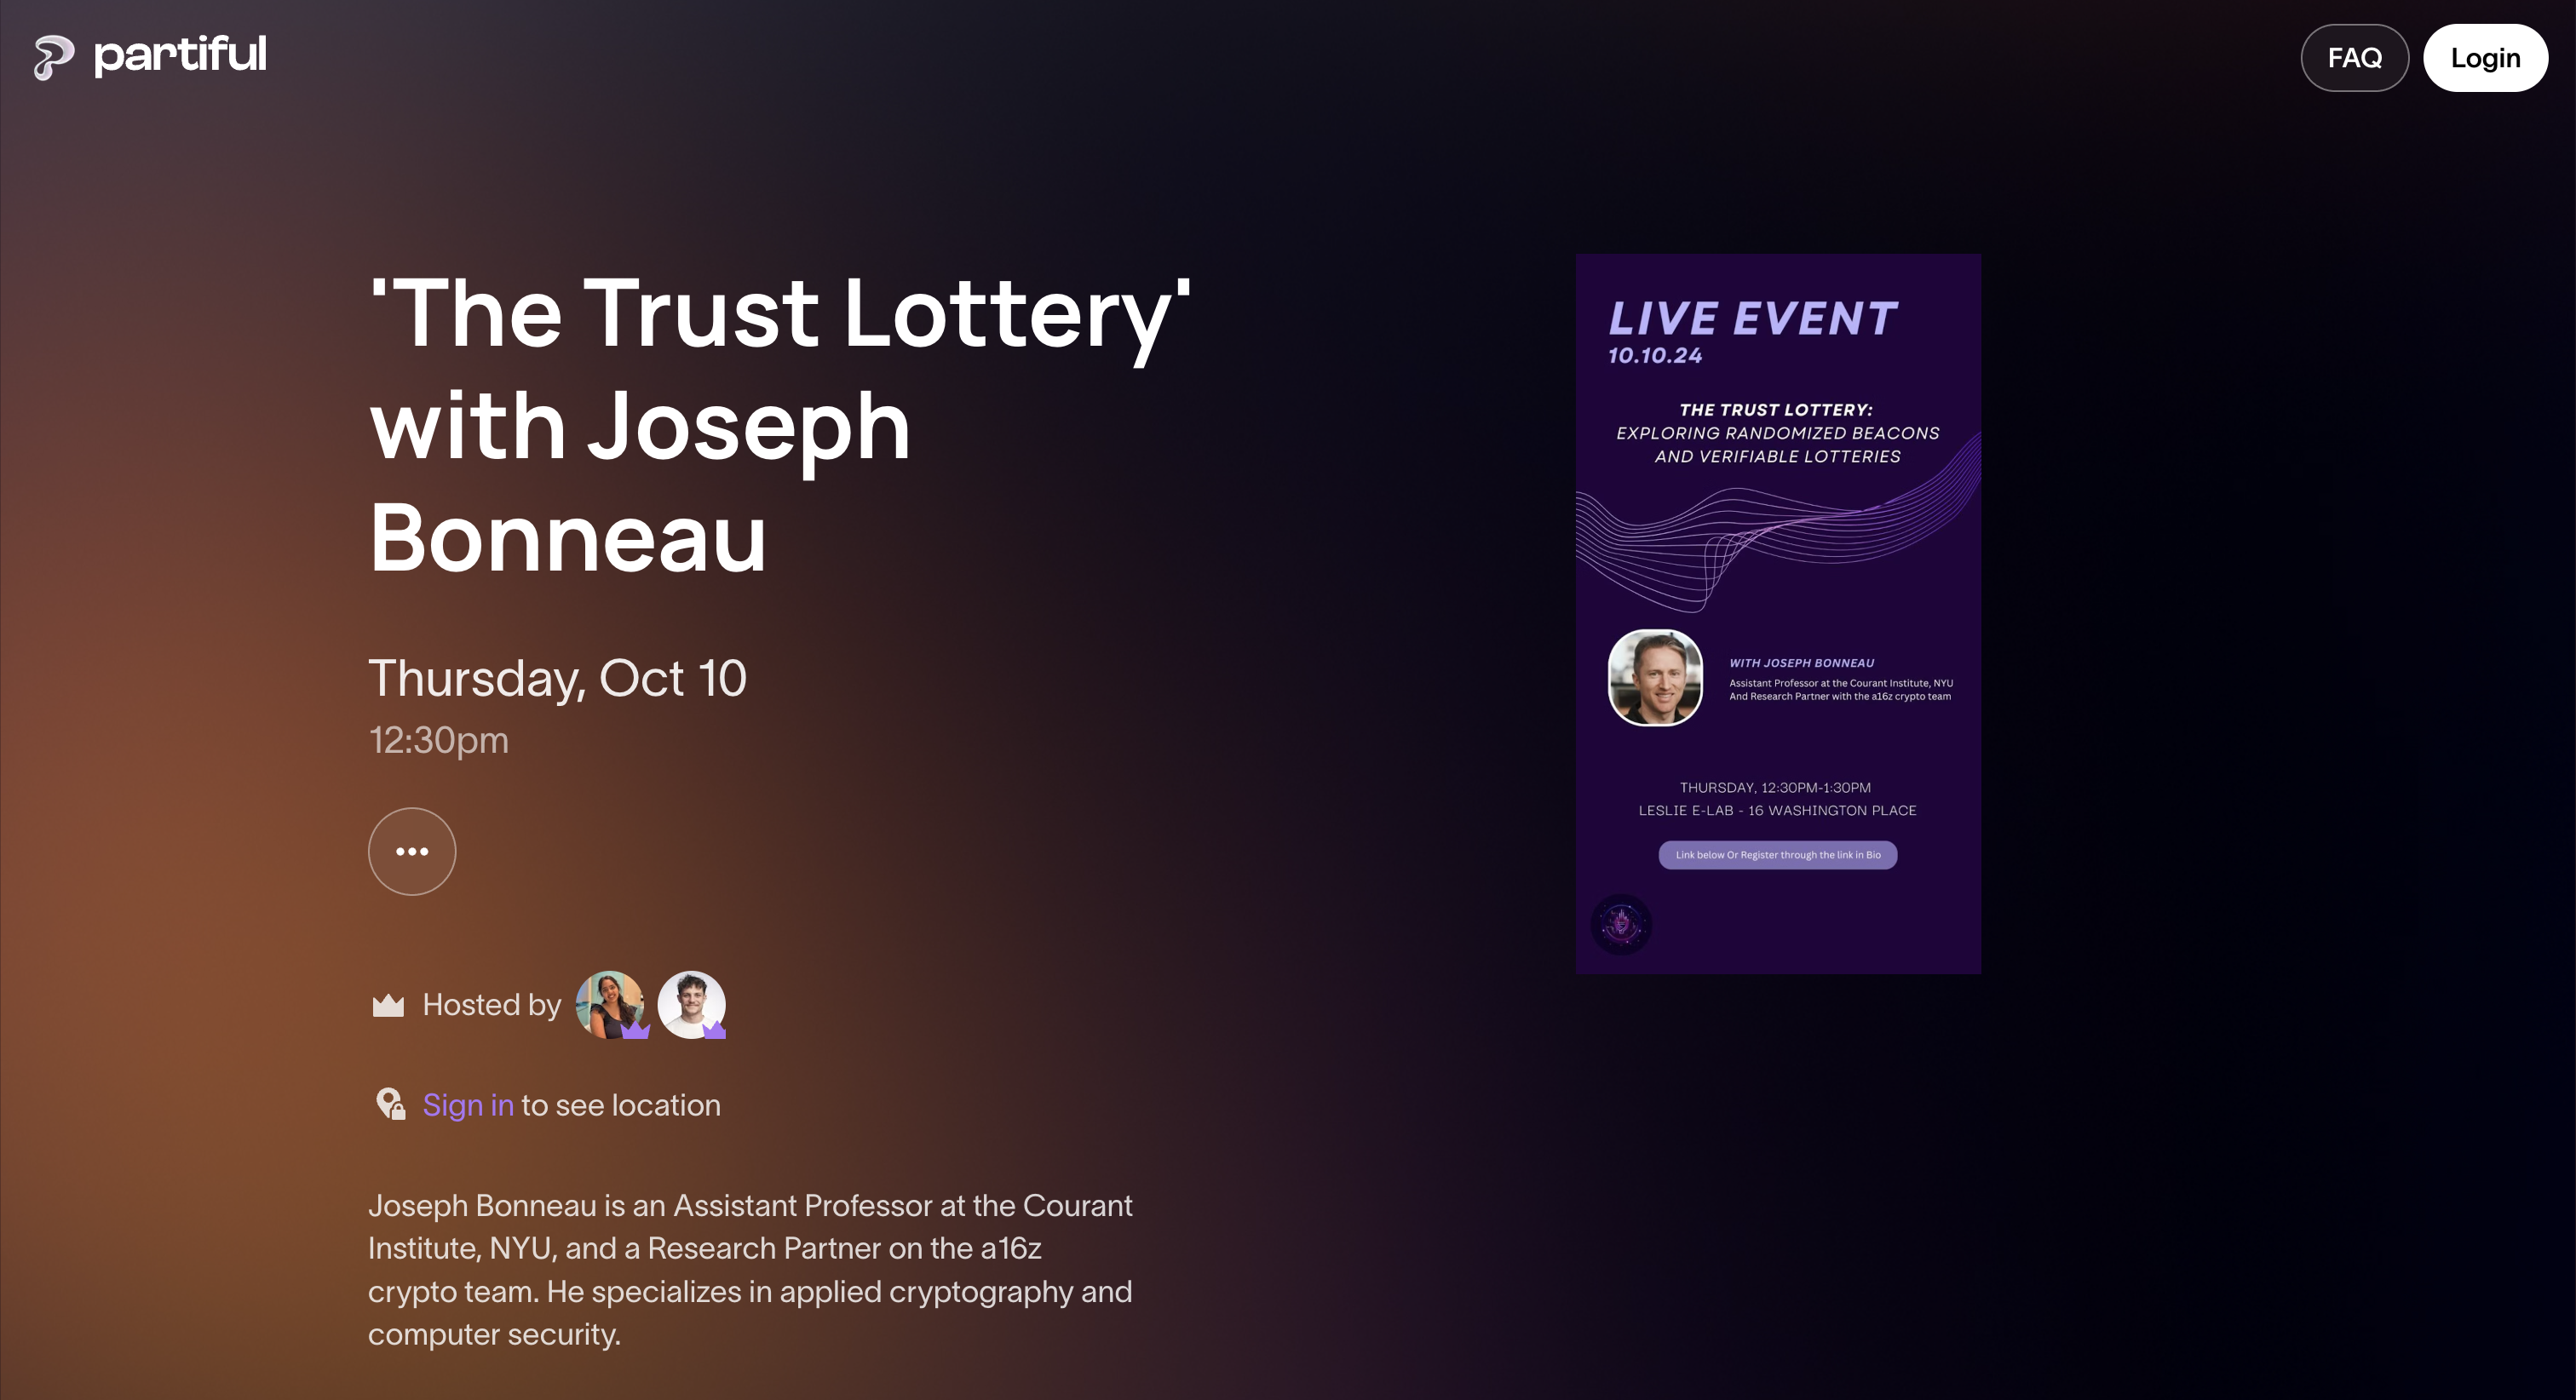 partiful
FAQ
Login
'The Trust Lottery'
with Joseph
Bonneau
Thursday, Oct 10
12:30pm
Hosted by
Sign in to see location
Joseph Bonneau is an Assistant Professor at the Courant
Institute, NYU, and a Research Partner on the a16z
crypto team. He specializes in applied cryptography and
computer security.
LIVE EVENT
10.10.24
THE TRUST LOTTERY:
EXPLORING RANDOMIZED BEACONS
AND VERIFIABLE LOTTERIES
WITH JOSEPH BONNEAU
Assistant Professor at the Courant Institute, NYU
And Research Partner with the a16z crypto team
THURSDAY, 12:30PM-1:30PM
LESLIE E-LAB - 16 WASHINGTON PLACE
Link below Or Register through the link in Bio